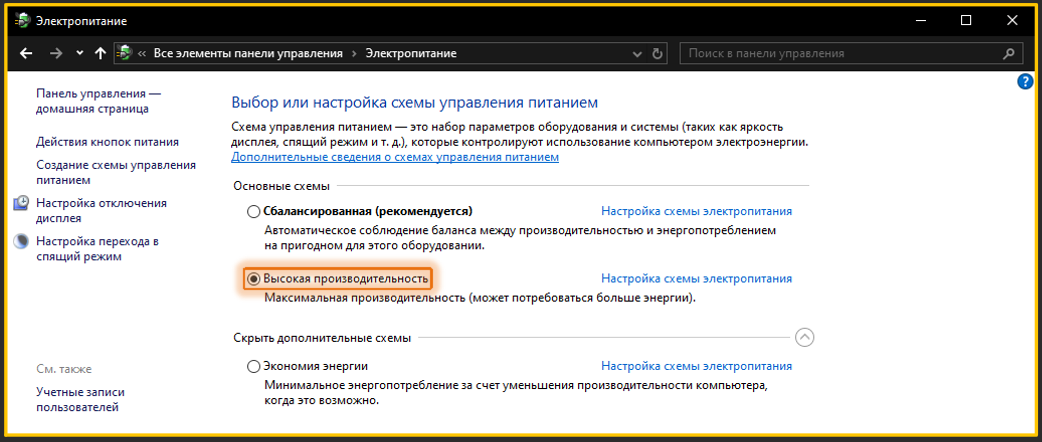 Электропитание
« Все элементы панели управления › Электропитание
Поиск в панели управления
?
Панель управления —
домашняя страница
Действия кнопок питания
Создание схемы управления
питанием
Настройка отключения
дисплея
Настройка перехода в
спящий режим
См. также
Учетные записи
пользователей
Выбор или настройка схемы управления питанием
Схема управления питанием — это набор параметров оборудования и системы (таких как яркость
дисплея, спящий режим и т. д.), которые контролируют использование компьютером электроэнергии.
Дополнительные сведения о схемах управления питанием
Основные схемы
Сбалансированная (рекомендуется) Настройка схемы электропитания
Автоматическое соблюдение баланса между производительностью и энергопотреблением
на пригодном для этого оборудовании.
Высокая производительность Настройка схемы электропитания
Максимальная производительность (может потребоваться больше энергии).
Скрыть дополнительные схемы
Экономия энергии Настройка схемы электропитания
Минимальное энергопотребление за счет уменьшения производительности компьютера,
когда это возможно.